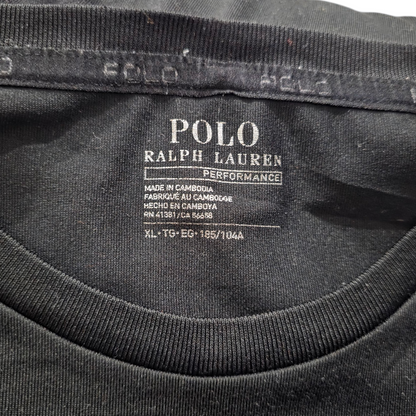 POLO POLO
POLO
RALPH LAUREN
PERFORMANCE
MADE IN CAMBODIA
FABRIQUÉ AU CAMBODGE
HECHO EN CAMBOYA
RN 41381/CA 56658
XL•TG•EG•185/104A